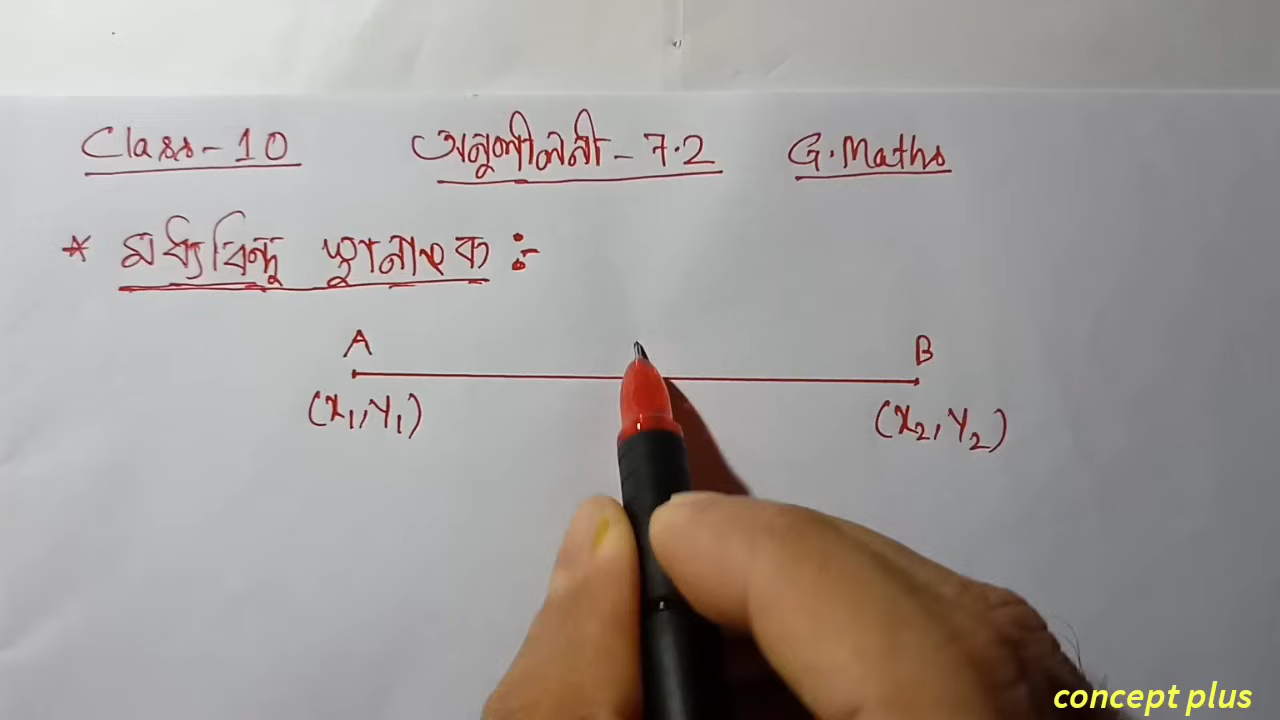 Class-10 অনুশীলনী-7.2 G.Maths
* মধ্যবিন্দু স্থানাংক :-
A B
(x₁, y₁) (x₂, y₂)
concept plus